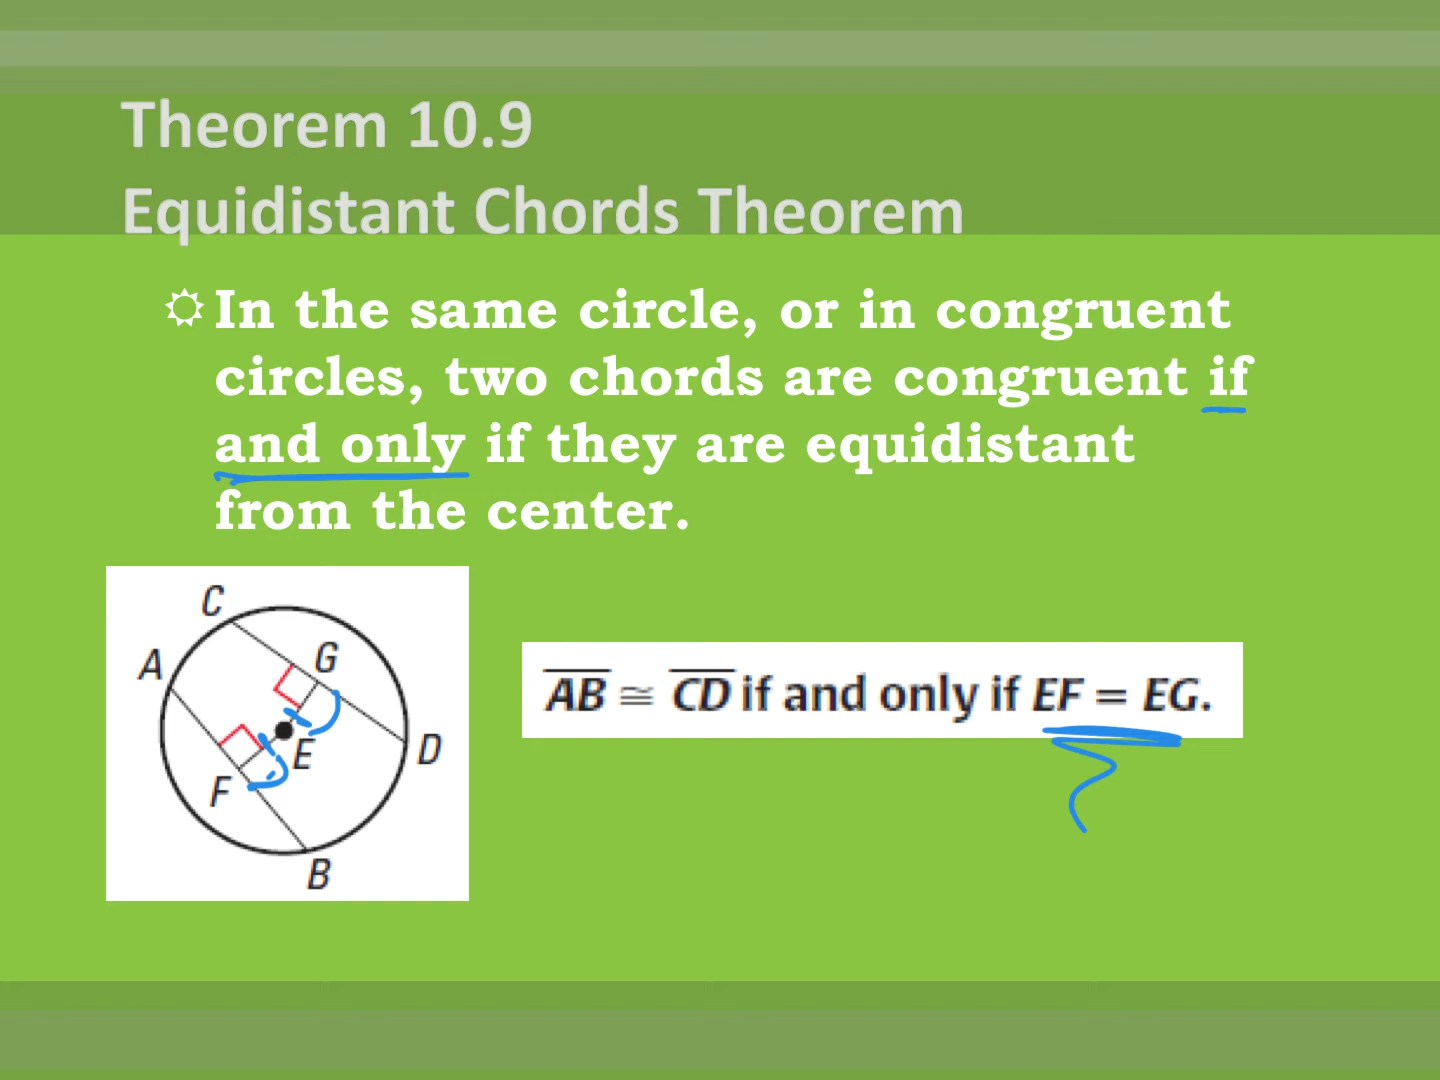 Theorem 10.9
Equidistant Chords Theorem
In the same circle, or in congruent
circles, two chords are congruent if
and only if they are equidistant
from the center.
C
A
G
E
D
F
B
AB ≅ CD if and only if EF = EG.